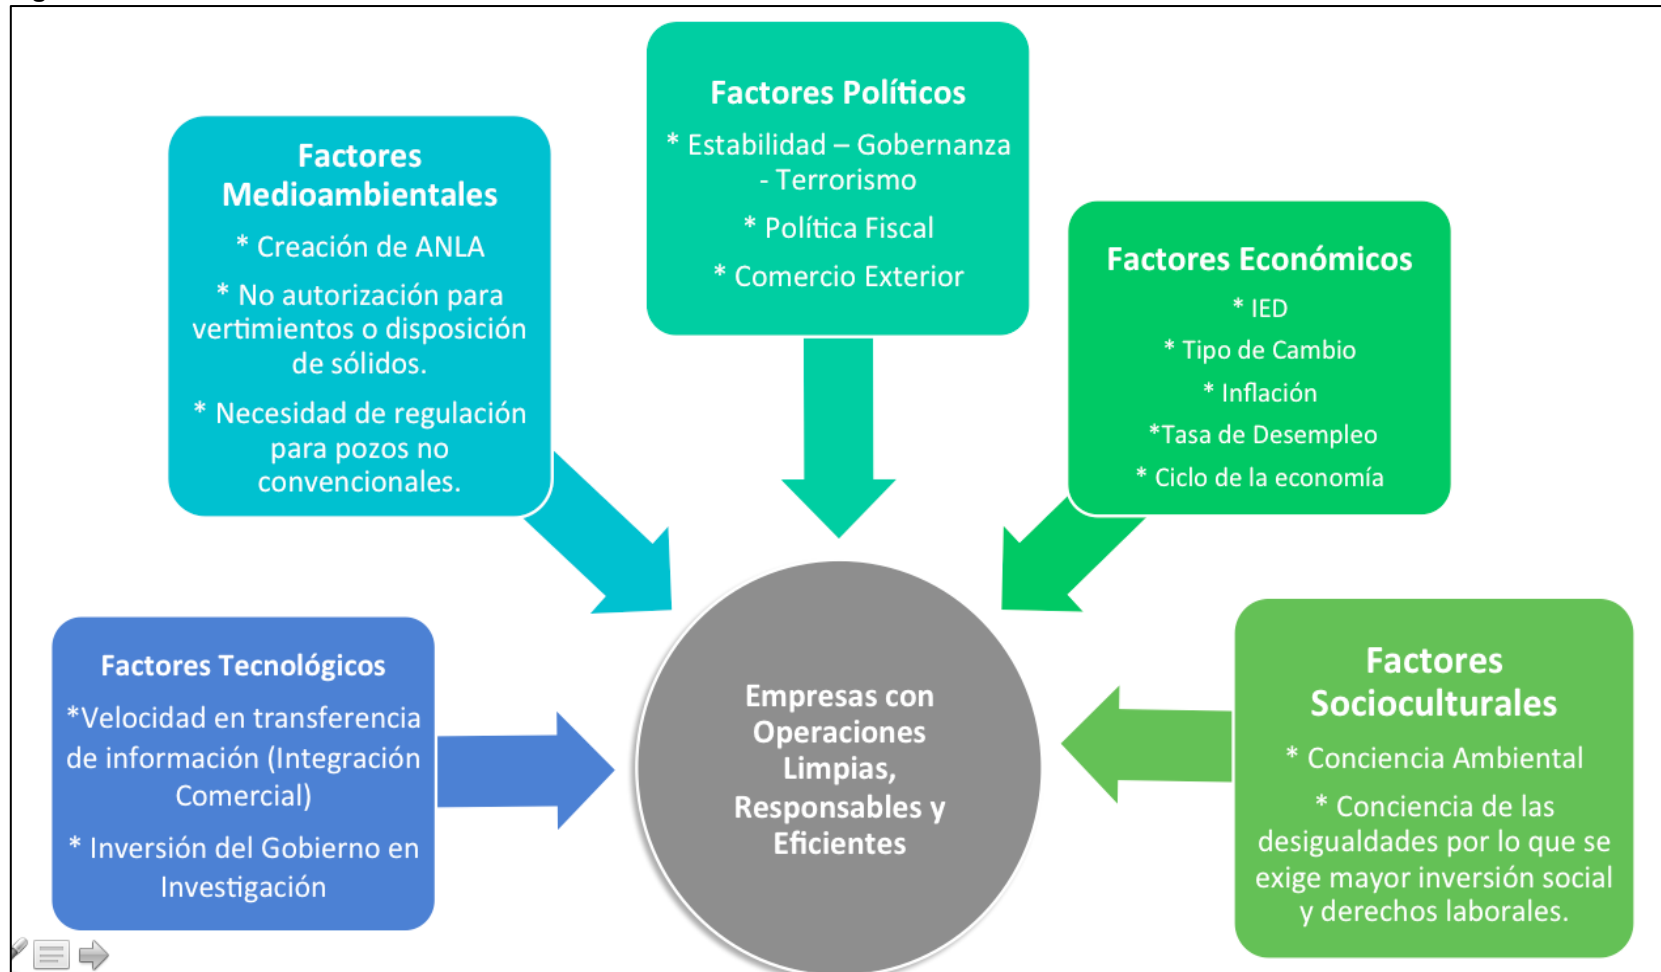 Factores Políticos
* Estabilidad – Gobernanza
- Terrorismo
* Política Fiscal
* Comercio Exterior
Factores
Medioambientales
* Creación de ANLA
* No autorización para
vertimientos o disposición
de sólidos.
* Necesidad de regulación
para pozos no
convencionales.
Factores Económicos
* IED
* Tipo de Cambio
* Inflación
*Tasa de Desempleo
* Ciclo de la economía
Factores Tecnológicos
*Velocidad en transferencia
de información (Integración
Comercial)
* Inversión del Gobierno en
Investigación
Empresas con
Operaciones
Limpias,
Responsables y
Eficientes
Factores
Socioculturales
* Conciencia Ambiental
* Conciencia de las
desigualdades por lo que se
exige mayor inversión social
y derechos laborales.